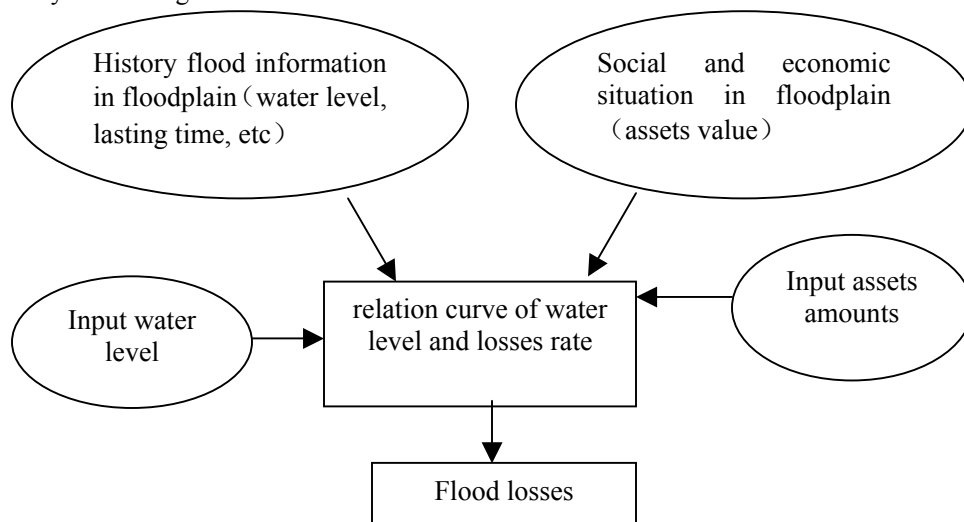 History flood information
in floodplain（water level,
lasting time, etc）
Social and economic
situation in floodplain
（assets value）
Input water
level
relation curve of water
level and losses rate
Input assets
amounts
Flood losses